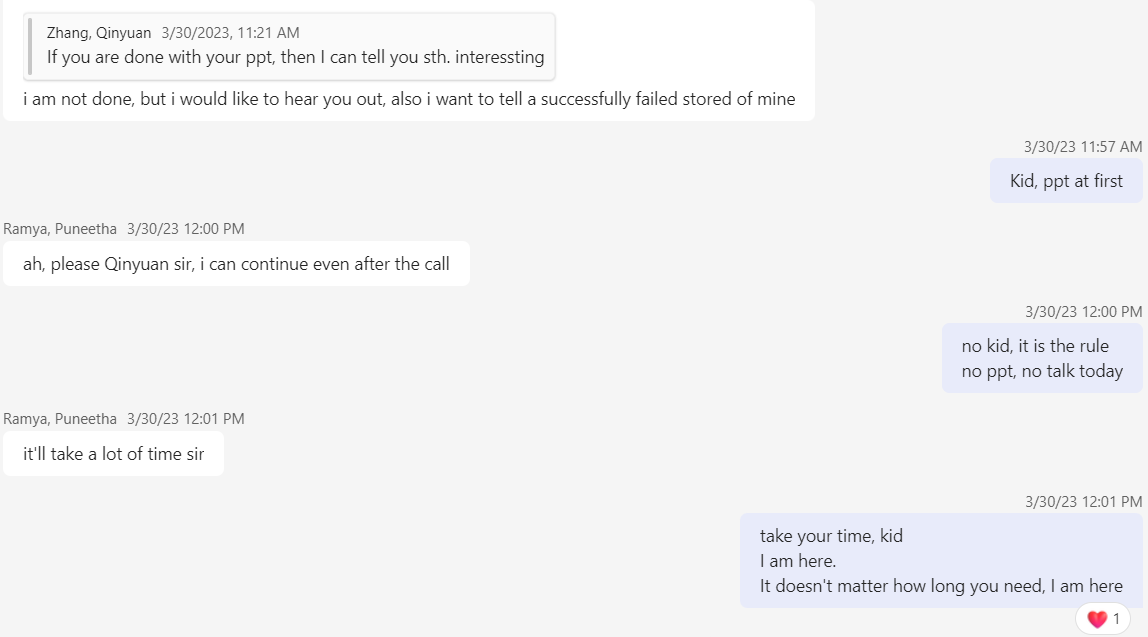 Zhang, Qinyuan 3/30/2023, 11:21 AM
If you are done with your ppt, then I can tell you sth. interessting
i am not done, but i would like to hear you out, also i want to tell a successfully failed stored of mine
3/30/23 11:57 AM
Kid, ppt at first
Ramya, Puneetha 3/30/23 12:00 PM
ah, please Qinyuan sir, i can continue even after the call
3/30/23 12:00 PM
no kid, it is the rule
no ppt, no talk today
Ramya, Puneetha 3/30/23 12:01 PM
it'll take a lot of time sir
3/30/23 12:01 PM
take your time, kid
I am here.
It doesn't matter how long you need, I am here
1